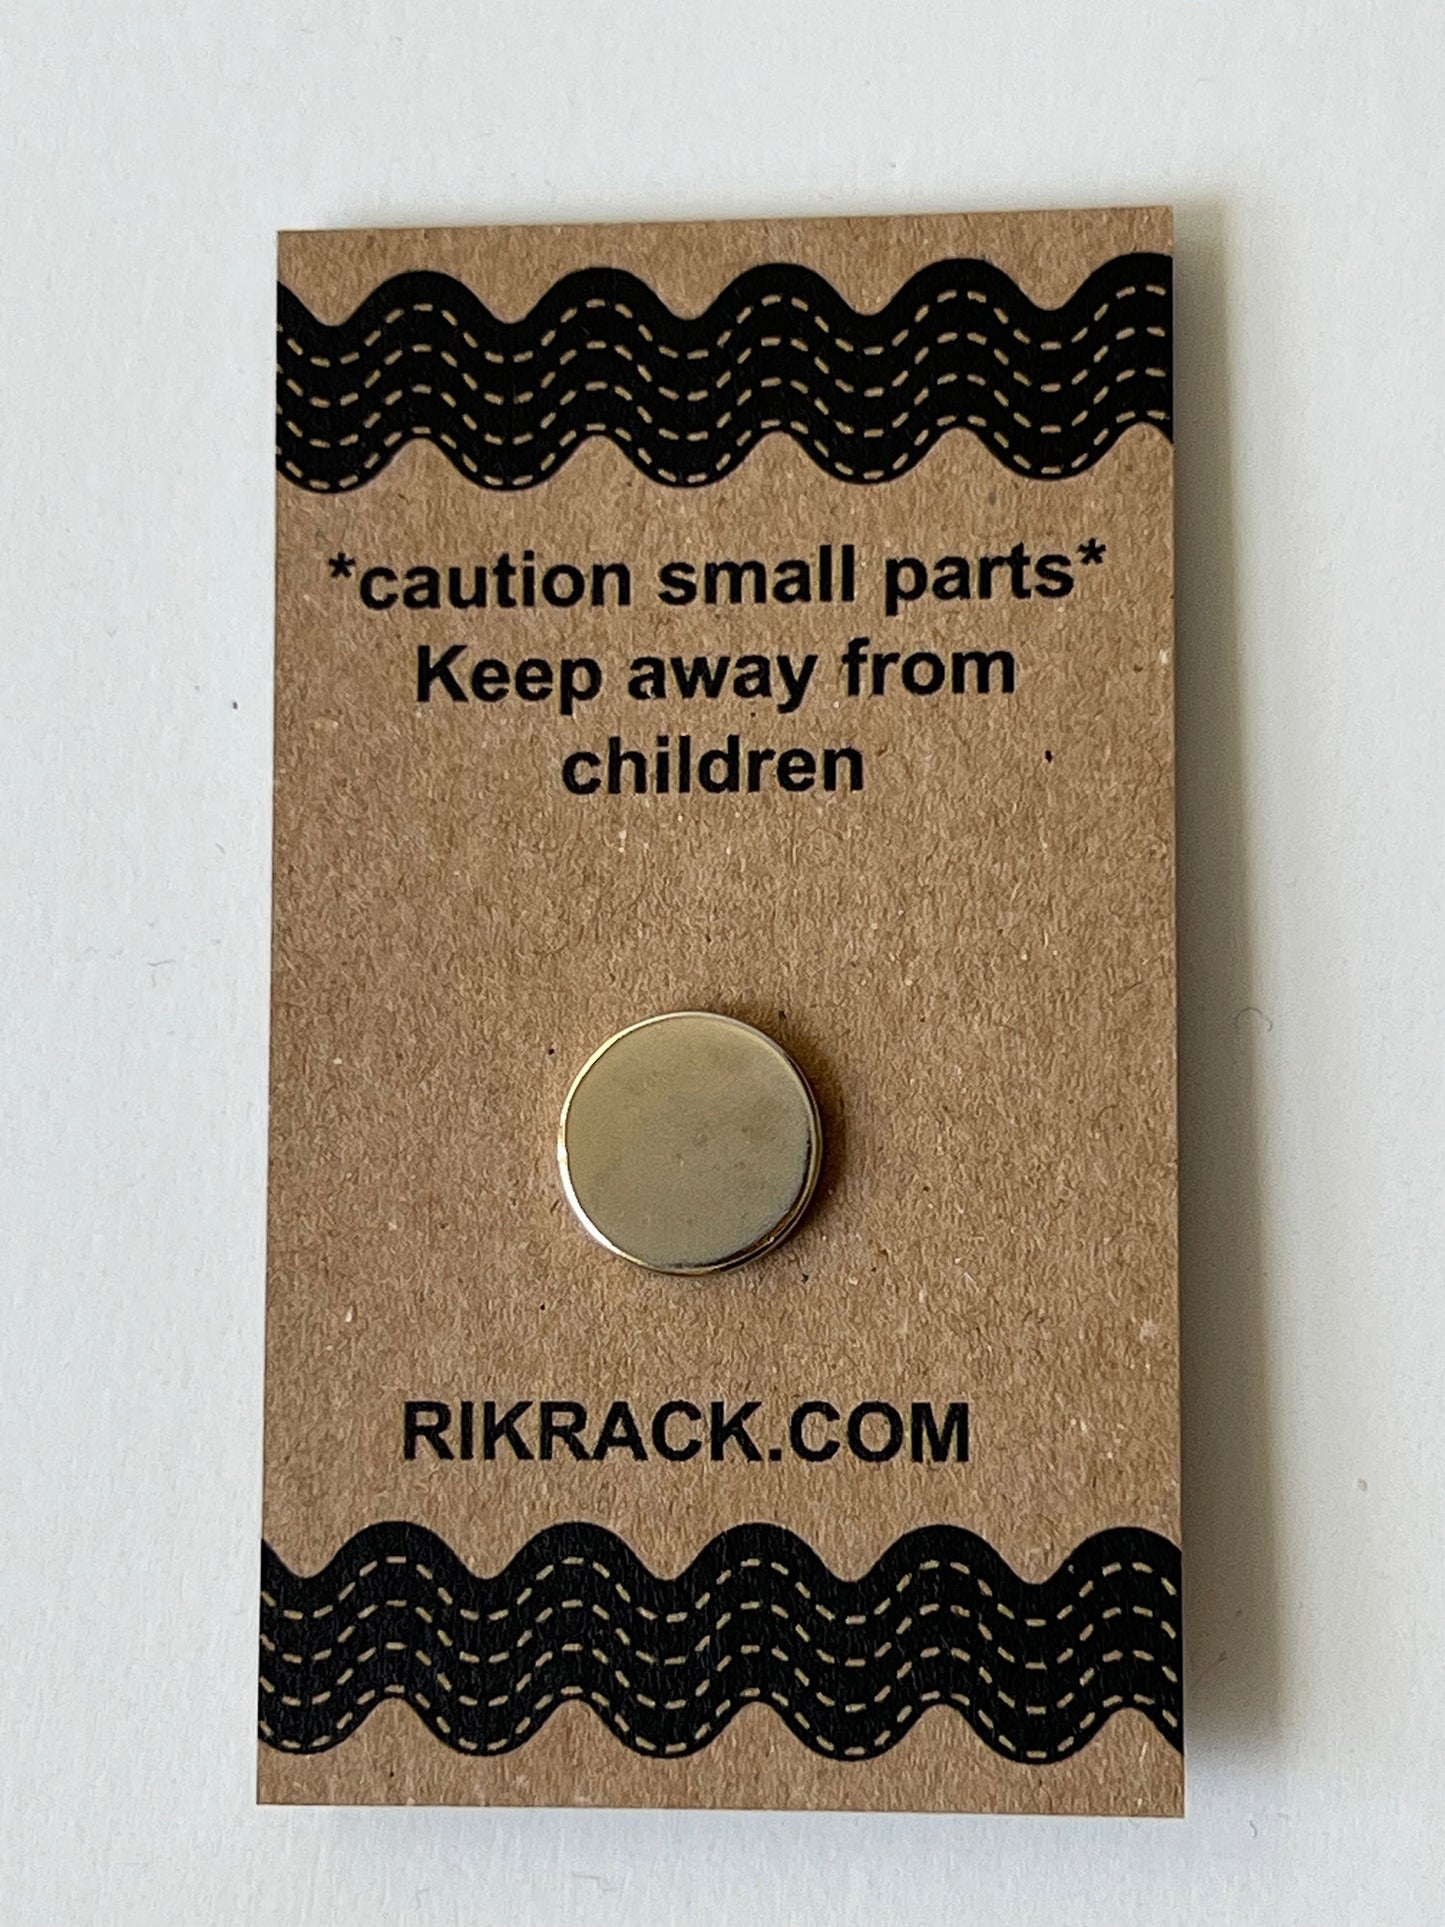 *caution small parts*
Keep away from
children
RIKRACK.COM